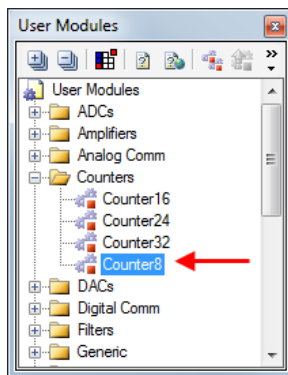 User Modules
User Modules
ADCs
Amplifiers
Analog Comm
Counters
Counter16
Counter24
Counter32
Counter8
DACs
Digital Comm
Filters
Generic